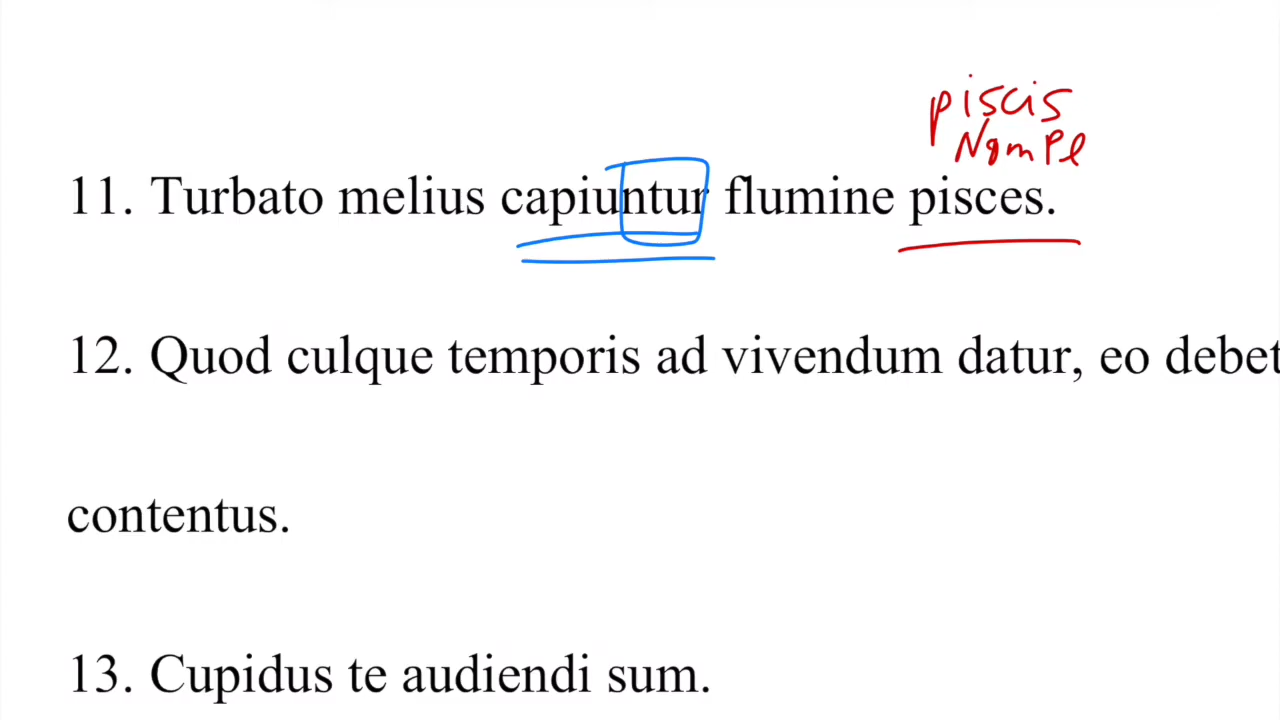 piscis
Nom Pl
11. Turbato melius capiuntur flumine pisces.
12. Quod culque temporis ad vivendum datur, eo debet
contentus.
13. Cupidus te audiendi sum.